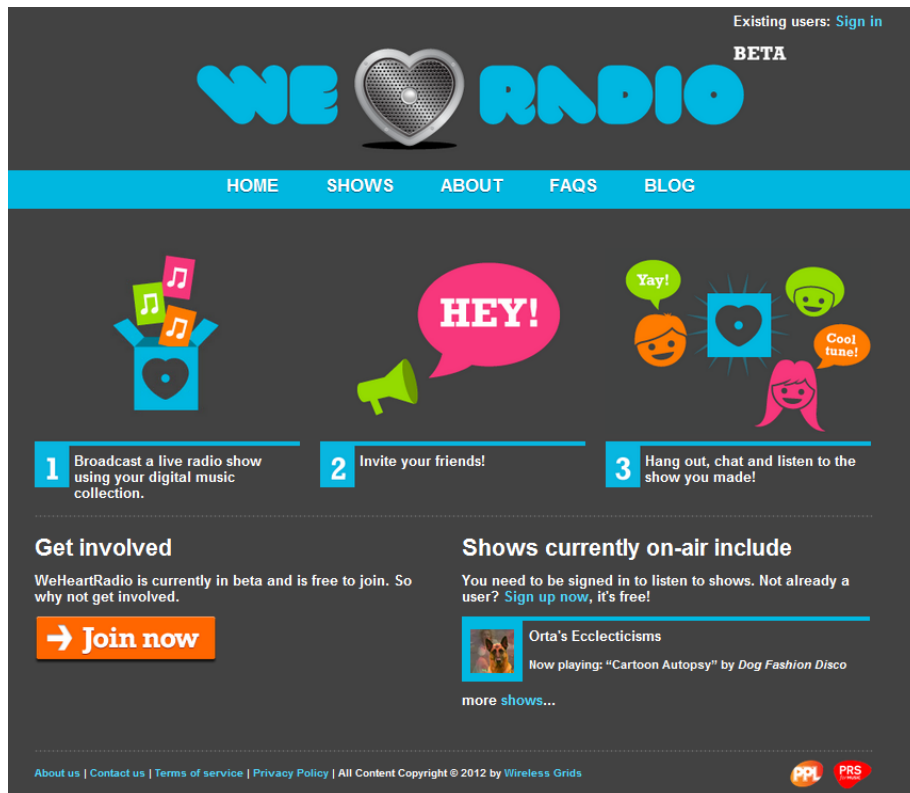 Existing users: Sign in
WE RADIO
BETA
HOME SHOWS ABOUT FAQS BLOG
HEY!
Yay!
Cool
tune!
1 Broadcast a live radio show
using your digital music
collection.
2 Invite your friends!
3 Hang out, chat and listen to the
show you made!
Get involved
WeHeartRadio is currently in beta and is free to join. So
why not get involved.
Join now
Shows currently on-air include
You need to be signed in to listen to shows. Not already a
user? Sign up now, it's free!
Orta's Ecclecticisms
Now playing: “Cartoon Autopsy” by Dog Fashion Disco
more shows...
About us | Contact us | Terms of service | Privacy Policy | All Content Copyright © 2012 by Wireless Grids
PPL
PRS